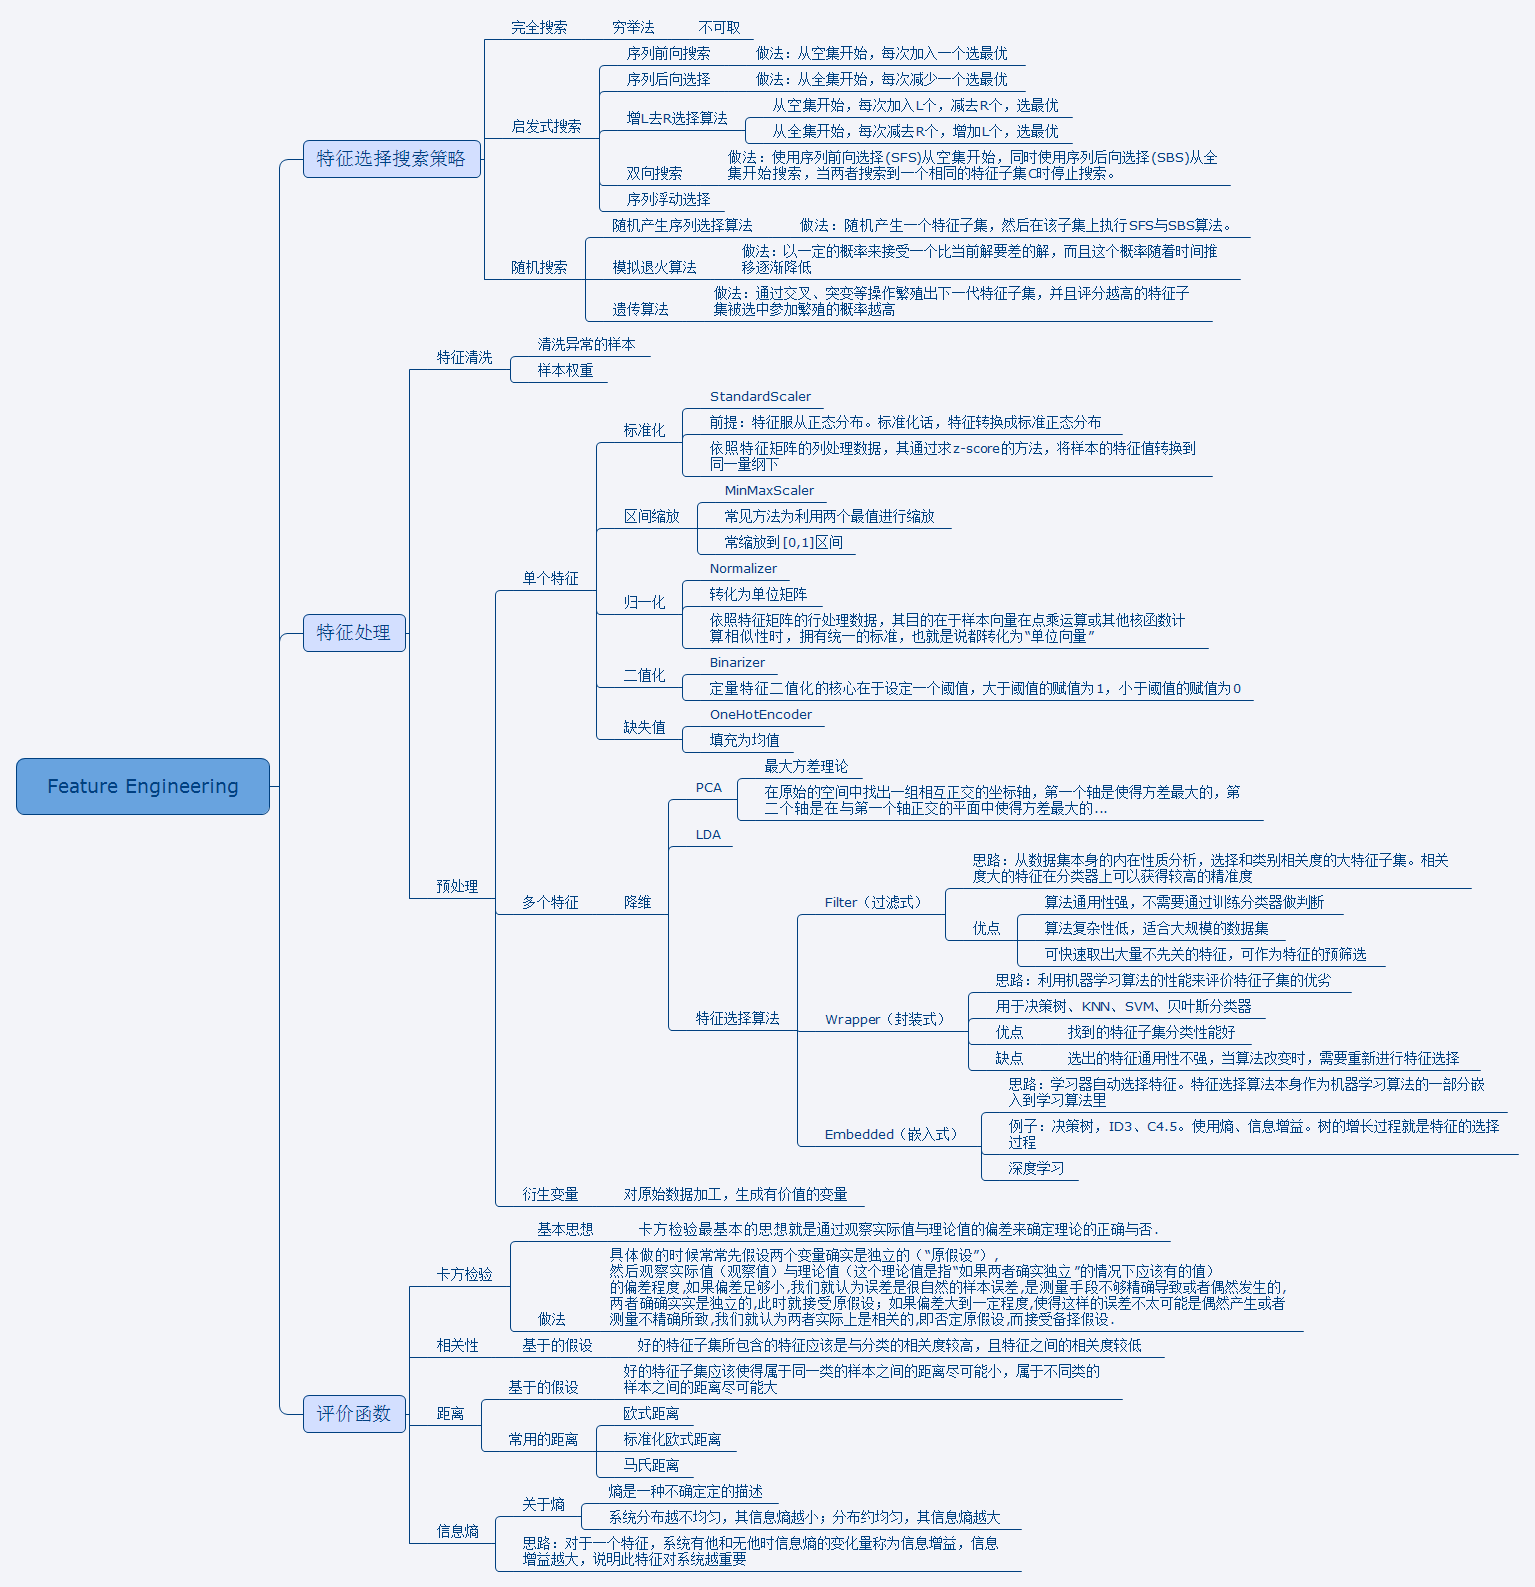 完全搜索 穷举法 不可取
序列前向搜索 做法：从空集开始，每次加入一个选最优
序列后向选择 做法：从全集开始，每次减少一个选最优
启发式搜索
增L去R选择算法
从空集开始，每次加入L个，减去R个，选最优
从全集开始，每次减去R个，增加L个，选最优
特征选择搜索策略
双向搜索
做法：使用序列前向选择(SFS)从空集开始，同时使用序列后向选择(SBS)从全
集开始搜索，当两者搜索到一个相同的特征子集C时停止搜索。
序列浮动选择
随机产生序列选择算法 做法：随机产生一个特征子集，然后在该子集上执行SFS与SBS算法。
随机搜索
模拟退火算法
做法：以一定的概率来接受一个比当前解要差的解，而且这个概率随着时间推
移逐渐降低
遗传算法
做法：通过交叉、突变等操作繁殖出下一代特征子集，并且评分越高的特征子
集被选中参加繁殖的概率越高
特征清洗
清洗异常的样本
样本权重
标准化
StandardScaler
前提：特征服从正态分布。标准化话，特征转换成标准正态分布
依照特征矩阵的列处理数据，其通过求z-score的方法，将样本的特征值转换到
同一量纲下
区间缩放
MinMaxScaler
常见方法为利用两个最值进行缩放
常缩放到[0,1]区间
单个特征
归一化
Normalizer
转化为单位矩阵
依照特征矩阵的行处理数据，其目的在于样本向量在点乘运算或其他核函数计
算相似性时，拥有统一的标准，也就是说都转化为“单位向量”
特征处理
二值化
Binarizer
定量特征二值化的核心在于设定一个阈值，大于阈值的赋值为1，小于阈值的赋值为0
缺失值
OneHotEncoder
填充为均值
Feature Engineering
PCA
最大方差理论
在原始的空间中找出一组相互正交的坐标轴，第一个轴是使得方差最大的，第
二个轴是在与第一个轴正交的平面中使得方差最大的...
LDA
预处理
多个特征 降维
Filter（过滤式）
思路：从数据集本身的内在性质分析，选择和类别相关度的大特征子集。相关
度大的特征在分类器上可以获得较高的精准度
优点
算法通用性强，不需要通过训练分类器做判断
算法复杂性低，适合大规模的数据集
可快速取出大量不先关的特征，可作为特征的预筛选
特征选择算法
Wrapper（封装式）
思路：利用机器学习算法的性能来评价特征子集的优劣
用于决策树、KNN、SVM、贝叶斯分类器
优点 找到的特征子集分类性能好
缺点 选出的特征通用性不强，当算法改变时，需要重新进行特征选择
Embedded（嵌入式）
思路：学习器自动选择特征。特征选择算法本身作为机器学习算法的一部分嵌
入到学习算法里
例子：决策树，ID3、C4.5。使用熵、信息增益。树的增长过程就是特征的选择
过程
深度学习
衍生变量 对原始数据加工，生成有价值的变量
卡方检验
基本思想 卡方检验最基本的思想就是通过观察实际值与理论值的偏差来确定理论的正确与否.
做法
具体做的时候常常先假设两个变量确实是独立的（“原假设”）,
然后观察实际值（观察值）与理论值（这个理论值是指“如果两者确实独立”的情况下应该有的值）
的偏差程度,如果偏差足够小,我们就认为误差是很自然的样本误差,是测量手段不够精确导致或者偶然发生的,
两者确确实实是独立的,此时就接受原假设；如果偏差大到一定程度,使得这样的误差不太可能是偶然产生或者
测量不精确所致,我们就认为两者实际上是相关的,即否定原假设,而接受备择假设.
相关性 基于的假设 好的特征子集所包含的特征应该是与分类的相关度较高，且特征之间的相关度较低
评价函数
距离
基于的假设
好的特征子集应该使得属于同一类的样本之间的距离尽可能小，属于不同类的
样本之间的距离尽可能大
常用的距离
欧式距离
标准化欧式距离
马氏距离
信息熵
关于熵
熵是一种不确定定的描述
系统分布越不均匀，其信息熵越小；分布约均匀，其信息熵越大
思路：对于一个特征，系统有他和无他时信息熵的变化量称为信息增益，信息
增益越大，说明此特征对系统越重要